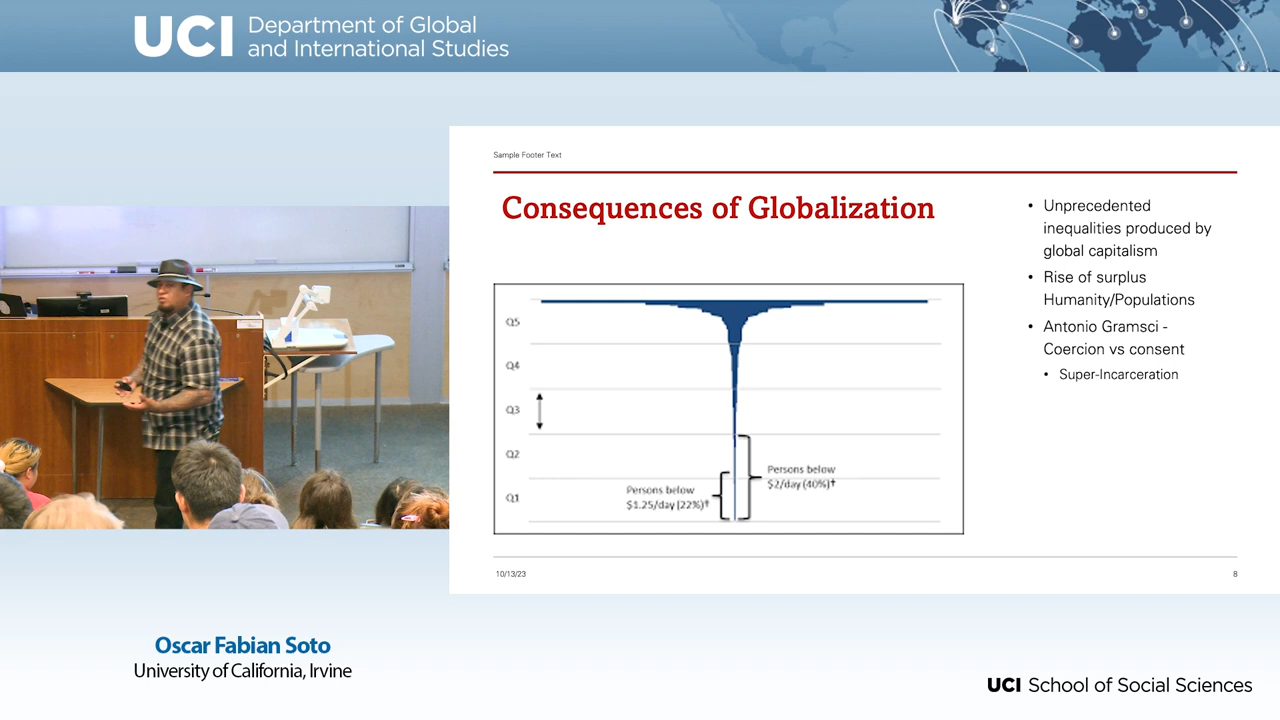 UCI Department of Global
and International Studies
Sample Footer Text
Consequences of Globalization
• Unprecedented
inequalities produced by
global capitalism
• Rise of surplus
Humanity/Populations
• Antonio Gramsci -
Coercion vs consent
• Super-Incarceration
Q5
Q4
Q3
Q2
Q1
Persons below
$2/day (40%)†
Persons below
$1.25/day (22%)†
10/13/23
8
Oscar Fabian Soto
University of California, Irvine
UCI School of Social Sciences